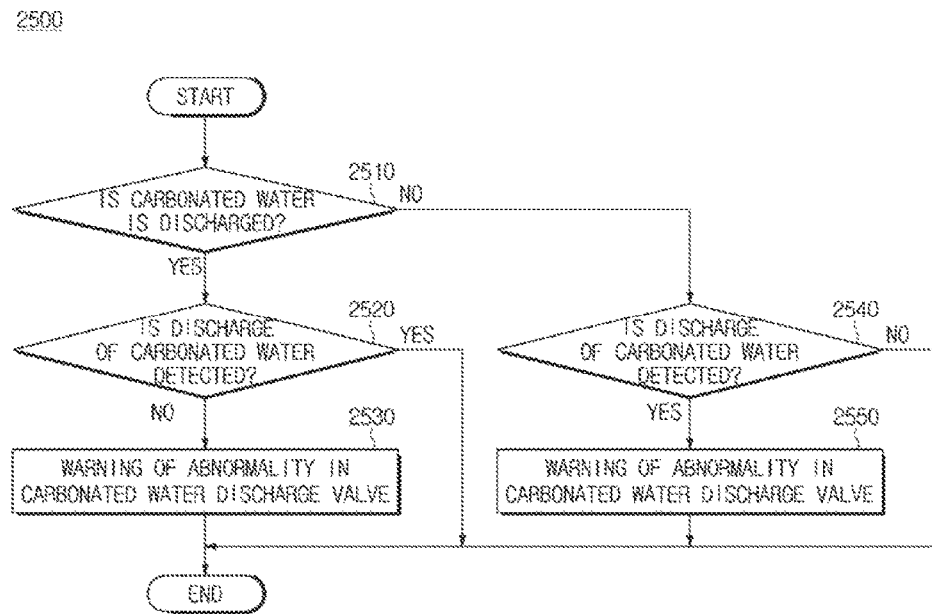 2500
START
2510
IS CARBONATED WATER
IS DISCHARGED?
NO
YES
2520
IS DISCHARGE
OF CARBONATED WATER
DETECTED?
YES
NO
2540
IS DISCHARGE
OF CARBONATED WATER
DETECTED?
NO
YES
2530
WARNING OF ABNORMALITY IN
CARBONATED WATER DISCHARGE VALVE
2550
WARNING OF ABNORMALITY IN
CARBONATED WATER DISCHARGE VALVE
END